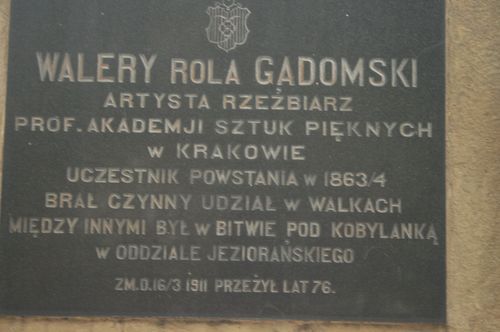 WALERY ROLA GADOMSKI
ARTYSTA RZEŹBIARZ
PROF. AKADEMJI SZTUK PIĘKNYCH
W KRAKOWIE
UCZESTNIK POWSTANIA W 1863/4
BRAŁ CZYNNY UDZIAŁ W WALKACH
MIĘDZY INNYMI BYŁ W BITWIE POD KOBYLANKĄ
W ODDZIALE JEZIORAŃSKIEGO
ZM. D. 16/3 1911 PRZEŻYŁ LAT 76.